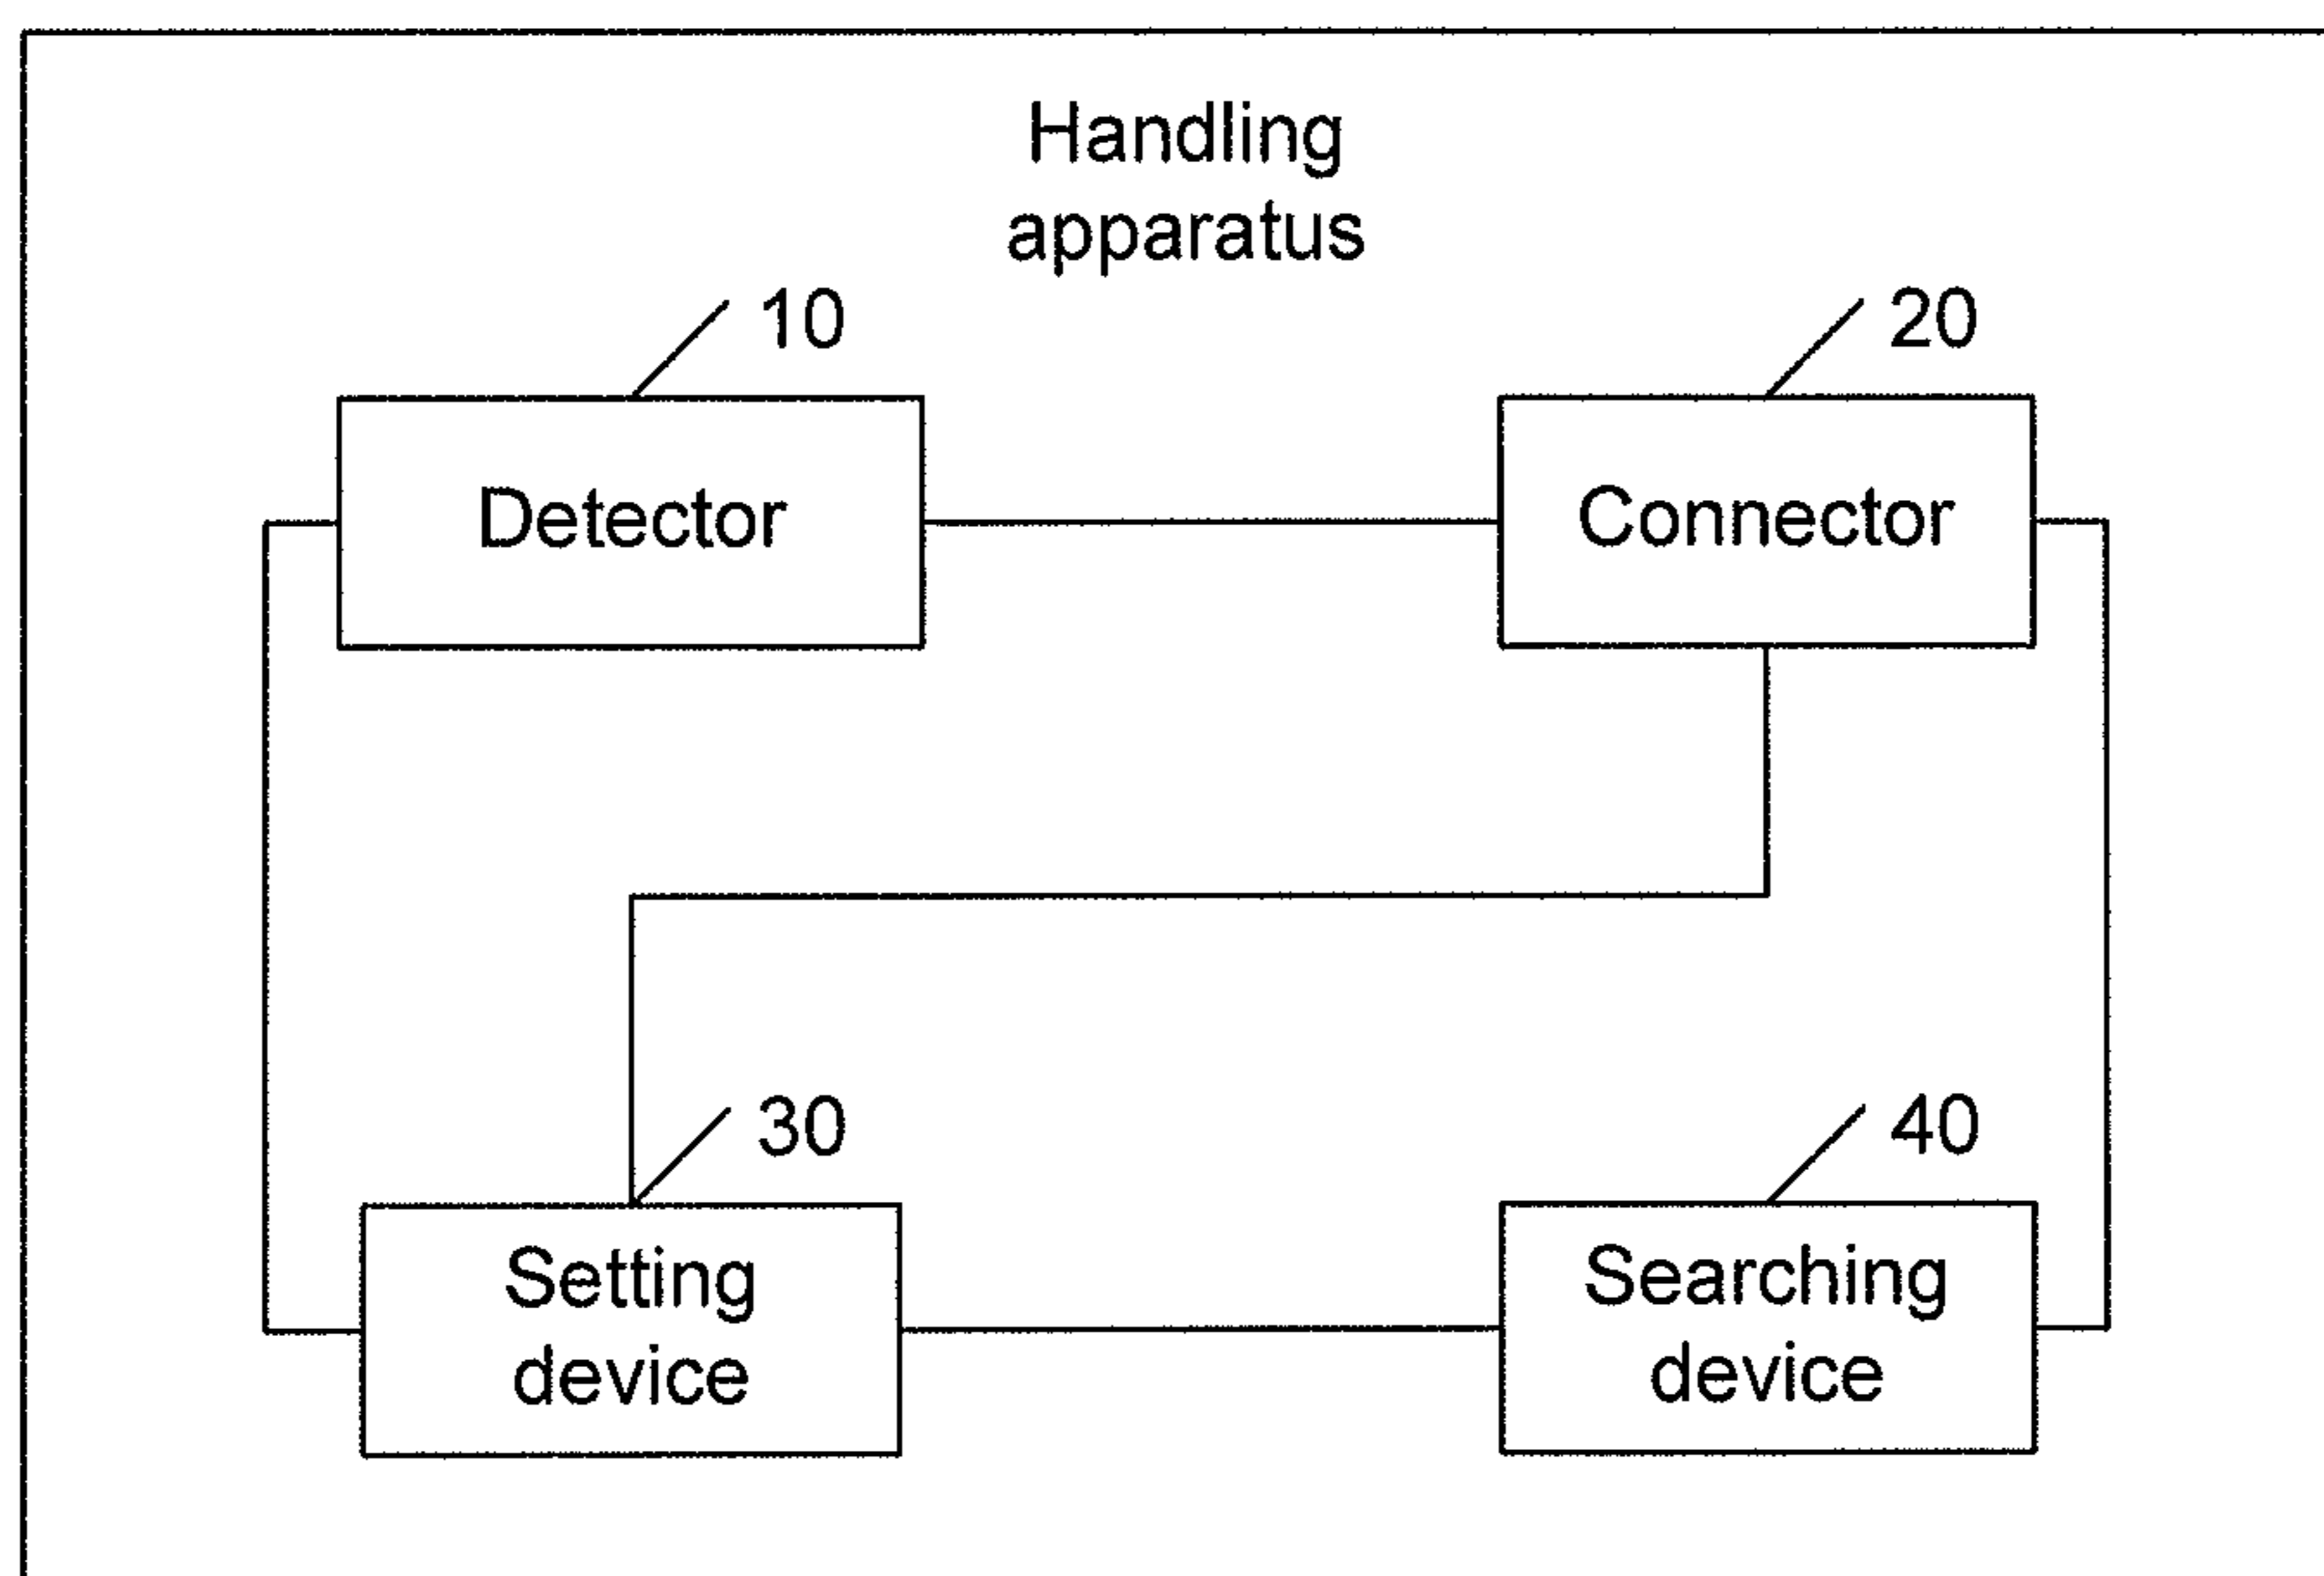 Handling
apparatus
10
20
Detector
Connector
30
40
Setting
device
Searching
device